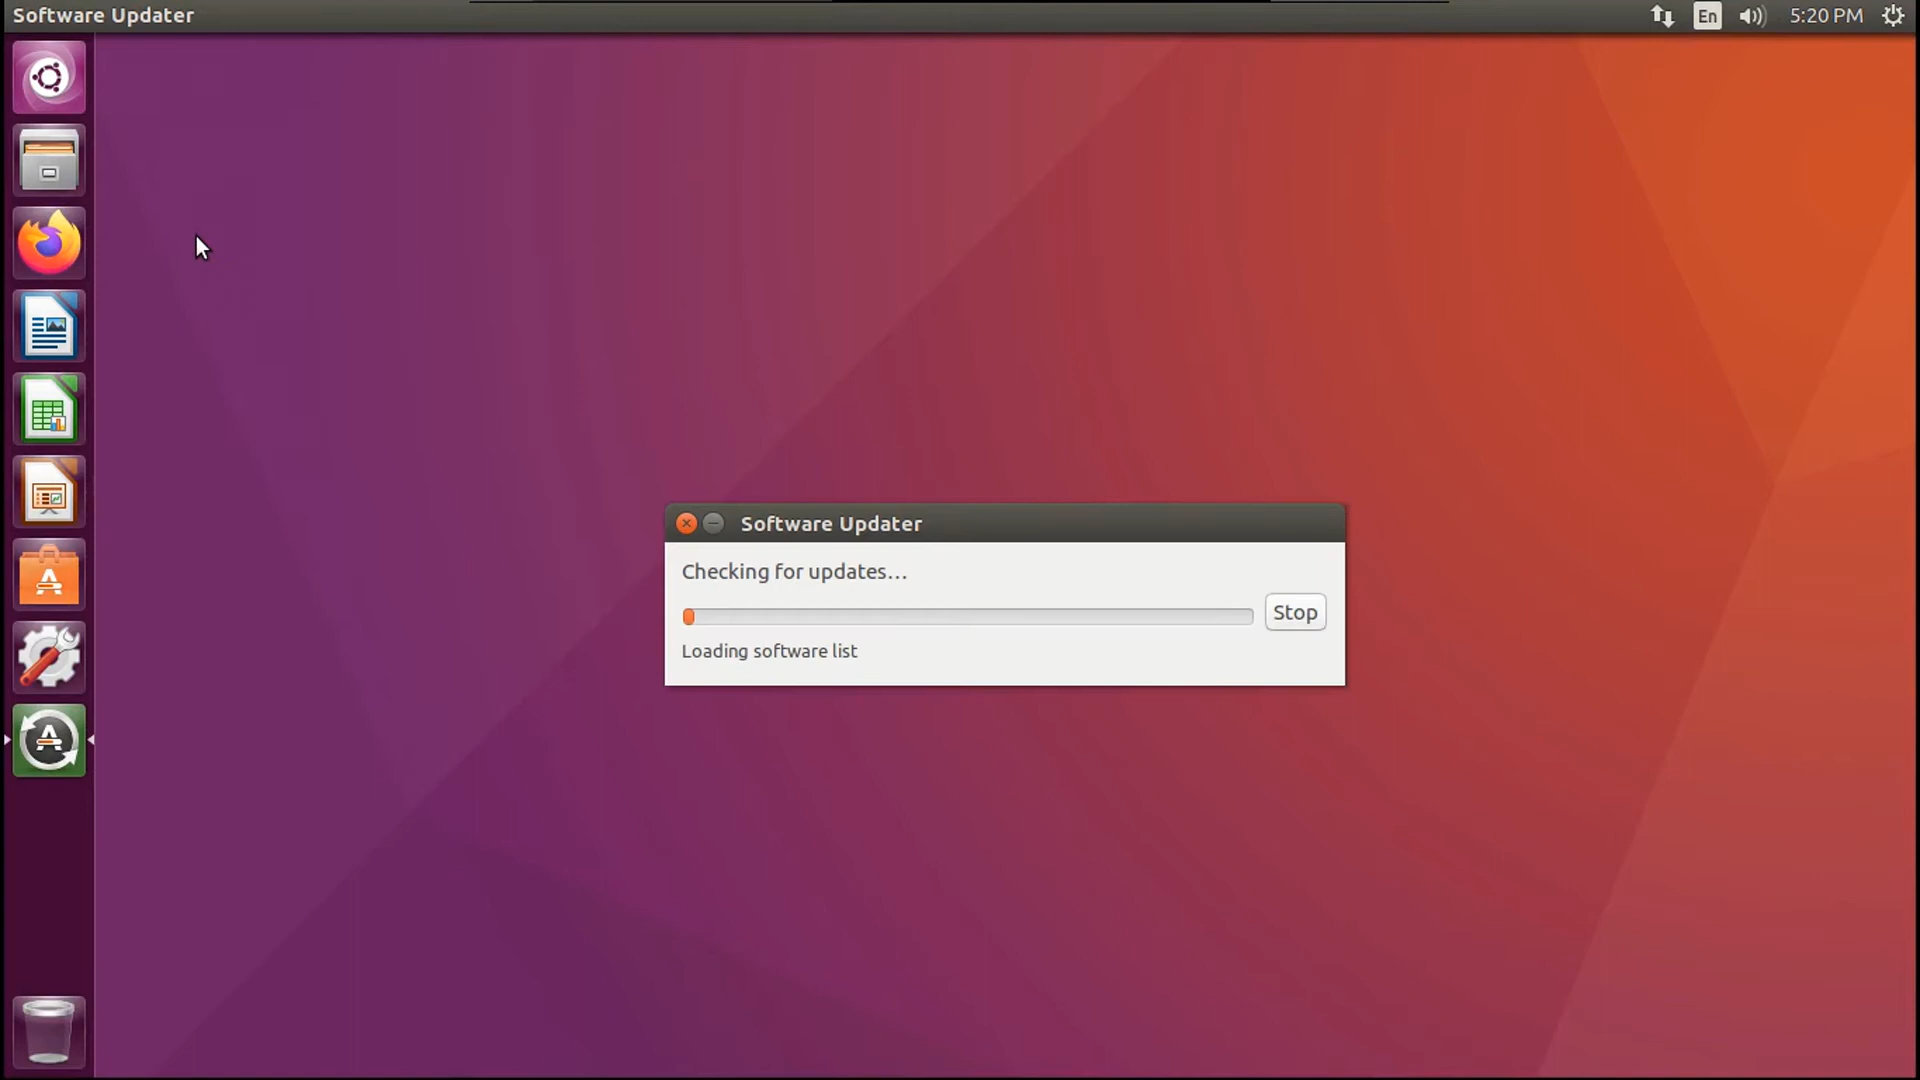 Software Updater
En
5:20 PM
Software Updater
Checking for updates…
Stop
Loading software list